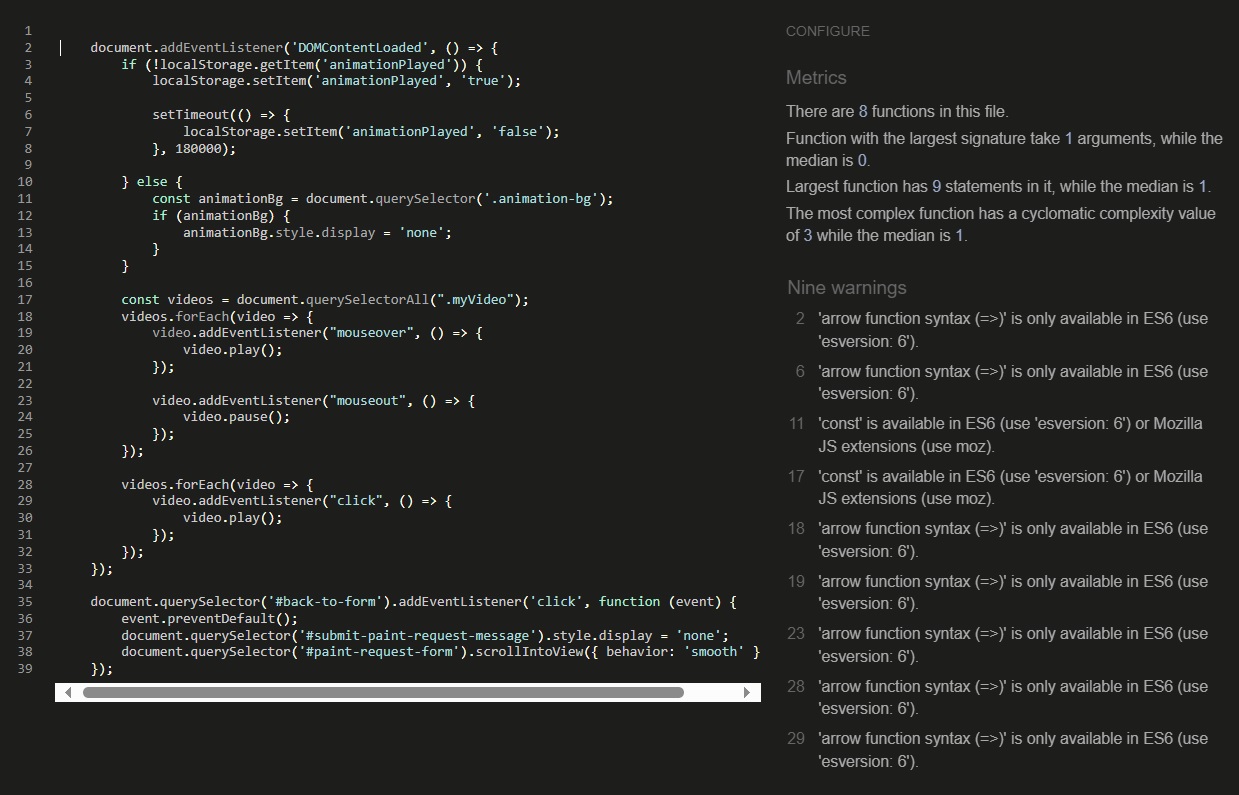 1
2 document.addEventListener('DOMContentLoaded', () => {
3 if (!localStorage.getItem('animationPlayed')) {
4 localStorage.setItem('animationPlayed', 'true');
5
6 setTimeout(() => {
7 localStorage.setItem('animationPlayed', 'false');
8 }, 180000);
9
10 } else {
11 const animationBg = document.querySelector('.animation-bg');
12 if (animationBg) {
13 animationBg.style.display = 'none';
14 }
15 }
16
17 const videos = document.querySelectorAll(".myVideo");
18 videos.forEach(video => {
19 video.addEventListener("mouseover", () => {
20 video.play();
21 });
22
23 video.addEventListener("mouseout", () => {
24 video.pause();
25 });
26 });
27
28 videos.forEach(video => {
29 video.addEventListener("click", () => {
30 video.play();
31 });
32 });
33 });
34
35 document.querySelector('#back-to-form').addEventListener('click', function (event) {
36 event.preventDefault();
37 document.querySelector('#submit-paint-request-message').style.display = 'none';
38 document.querySelector('#paint-request-form').scrollIntoView({ behavior: 'smooth' }
39 });
CONFIGURE
Metrics
There are 8 functions in this file.
Function with the largest signature take 1 arguments, while the
median is 0.
Largest function has 9 statements in it, while the median is 1.
The most complex function has a cyclomatic complexity value
of 3 while the median is 1.
Nine warnings
2 'arrow function syntax (=>)' is only available in ES6 (use
'esversion: 6').
6 'arrow function syntax (=>)' is only available in ES6 (use
'esversion: 6').
11 'const' is available in ES6 (use 'esversion: 6') or Mozilla
JS extensions (use moz).
17 'const' is available in ES6 (use 'esversion: 6') or Mozilla
JS extensions (use moz).
18 'arrow function syntax (=>)' is only available in ES6 (use
'esversion: 6').
19 'arrow function syntax (=>)' is only available in ES6 (use
'esversion: 6').
23 'arrow function syntax (=>)' is only available in ES6 (use
'esversion: 6').
28 'arrow function syntax (=>)' is only available in ES6 (use
'esversion: 6').
29 'arrow function syntax (=>)' is only available in ES6 (use
'esversion: 6').